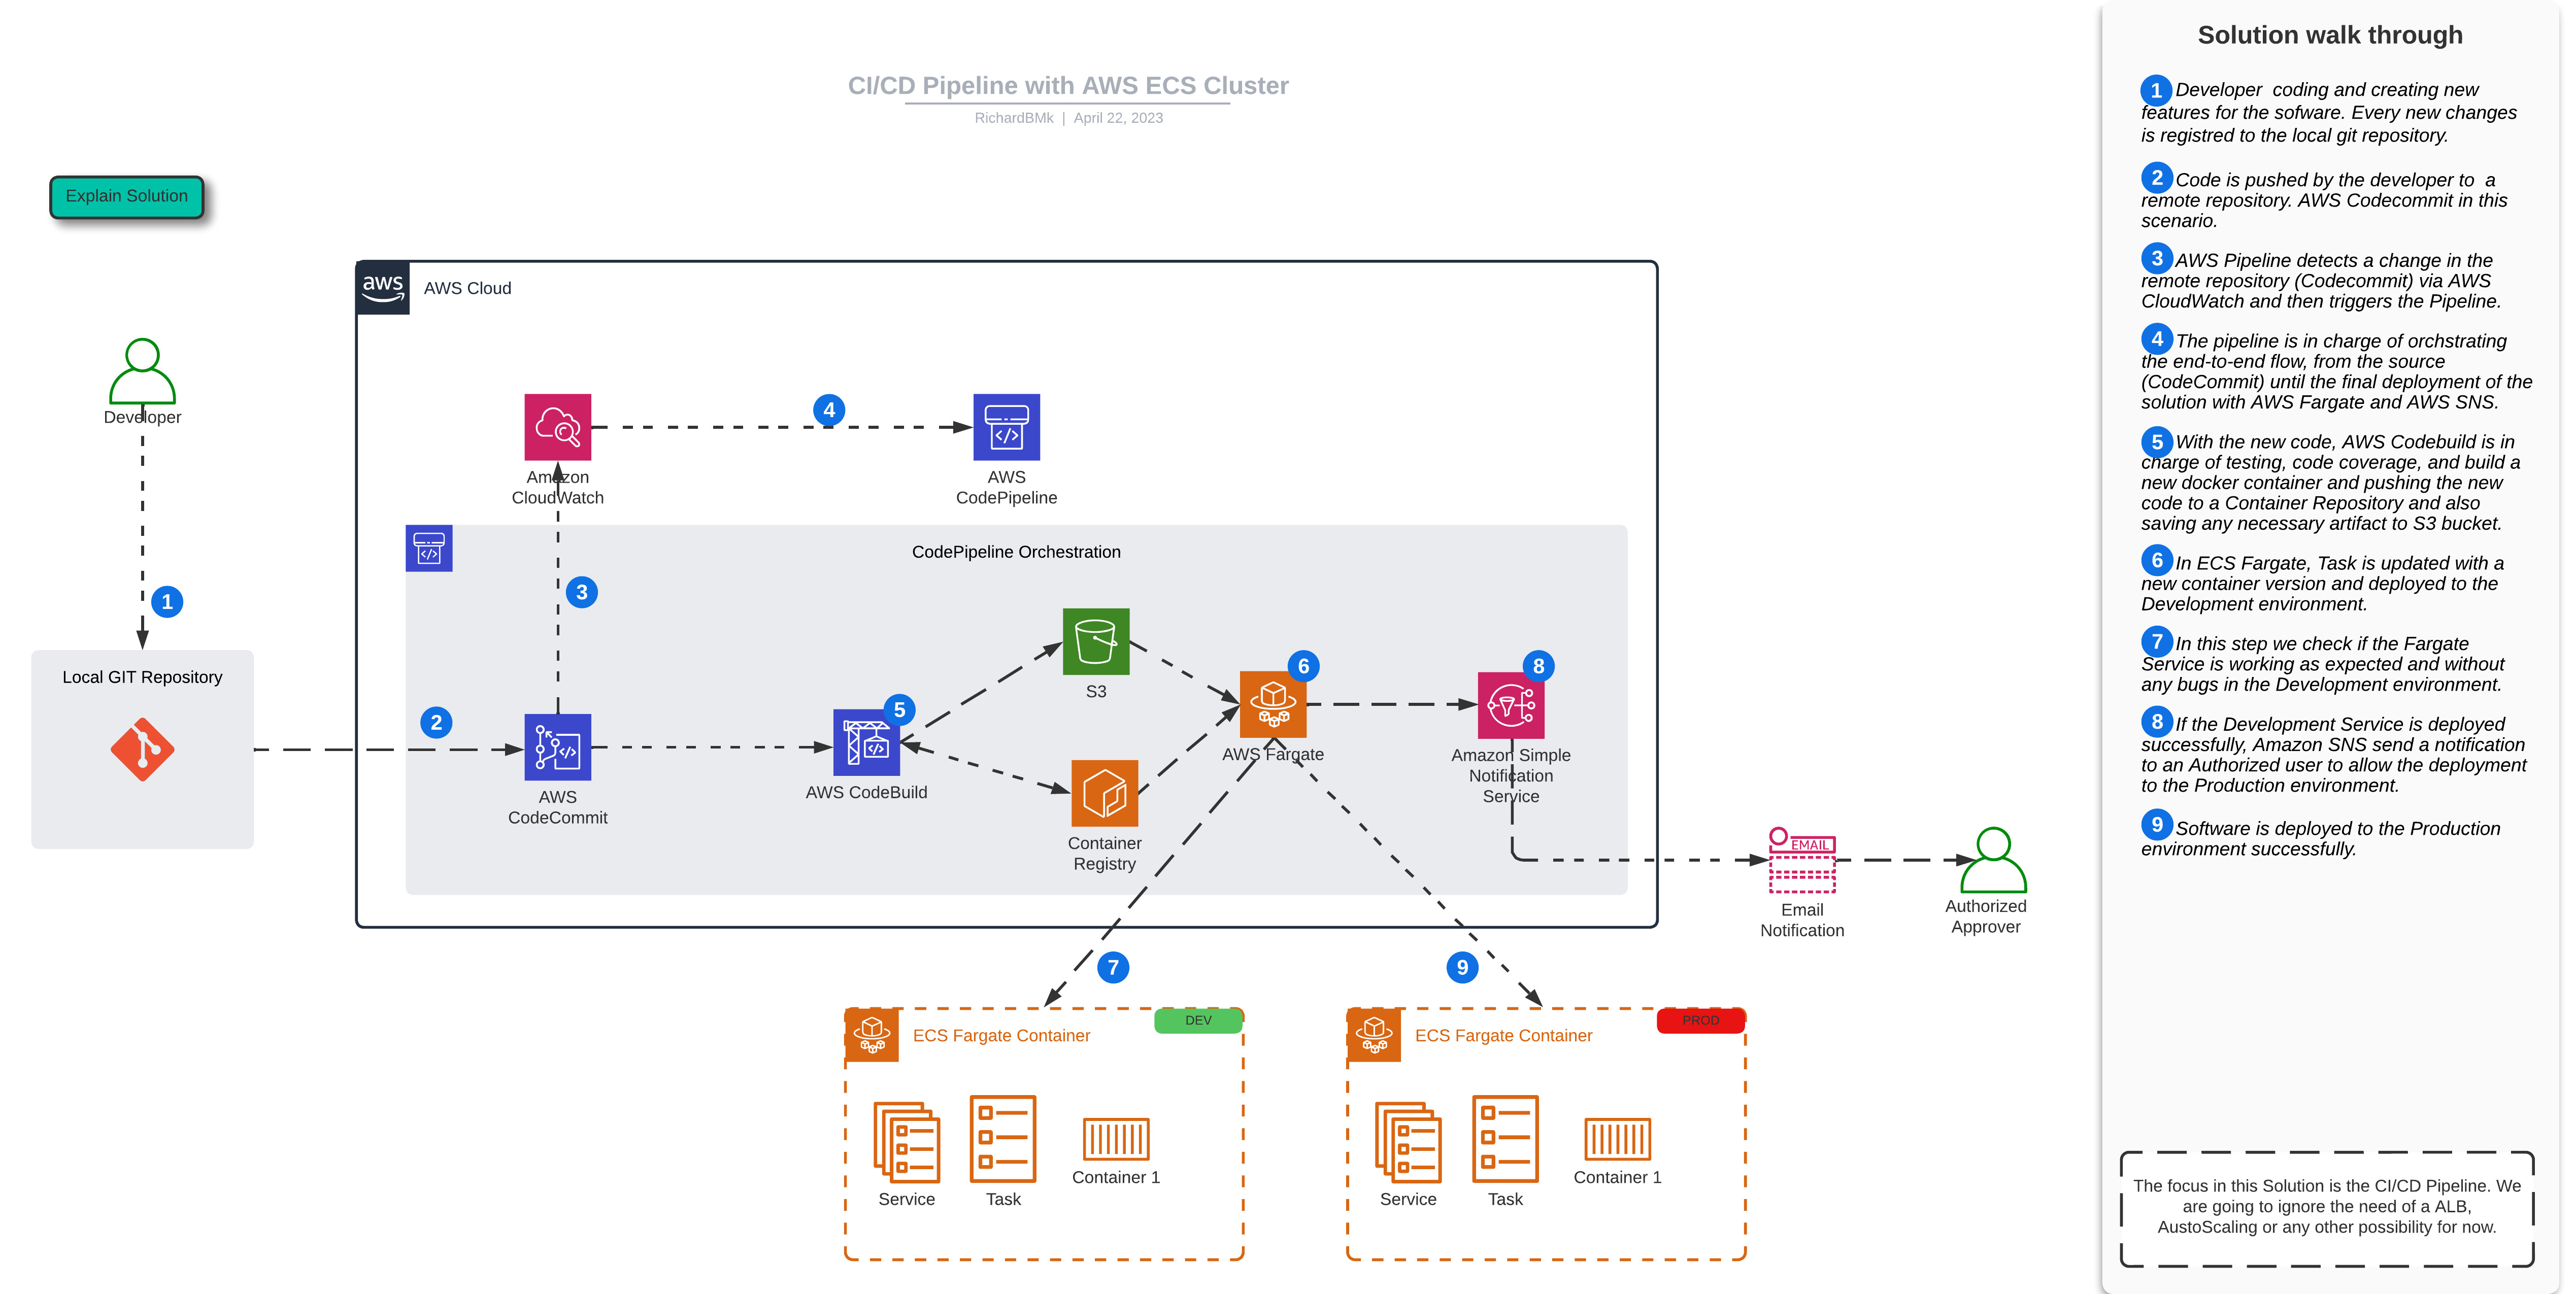 CI/CD Pipeline with AWS ECS Cluster
RichardBMk | April 22, 2023
Explain Solution
aws
AWS Cloud
Developer
1
Local GIT Repository
2
Amazon
CloudWatch
4
AWS
CodePipeline
CodePipeline Orchestration
3
AWS
CodeCommit
5
AWS CodeBuild
S3
Container
Registry
6
AWS Fargate
8
Amazon Simple
Notification
Service
EMAIL
Email
Notification
Authorized
Approver
7
9
ECS Fargate Container
DEV
Service
Task
Container 1
ECS Fargate Container
PROD
Service
Task
Container 1
Solution walk through
1 Developer coding and creating new
features for the sofware. Every new changes
is registred to the local git repository.
2 Code is pushed by the developer to a
remote repository. AWS Codecommit in this
scenario.
3 AWS Pipeline detects a change in the
remote repository (Codecommit) via AWS
CloudWatch and then triggers the Pipeline.
4 The pipeline is in charge of orchstrating
the end-to-end flow, from the source
(CodeCommit) until the final deployment of the
solution with AWS Fargate and AWS SNS.
5 With the new code, AWS Codebuild is in
charge of testing, code coverage, and build a
new docker container and pushing the new
code to a Container Repository and also
saving any necessary artifact to S3 bucket.
6 In ECS Fargate, Task is updated with a
new container version and deployed to the
Development environment.
7 In this step we check if the Fargate
Service is working as expected and without
any bugs in the Development environment.
8 If the Development Service is deployed
successfully, Amazon SNS send a notification
to an Authorized user to allow the deployment
to the Production environment.
9 Software is deployed to the Production
environment successfully.
The focus in this Solution is the CI/CD Pipeline. We
are going to ignore the need of a ALB,
AustoScaling or any other possibility for now.